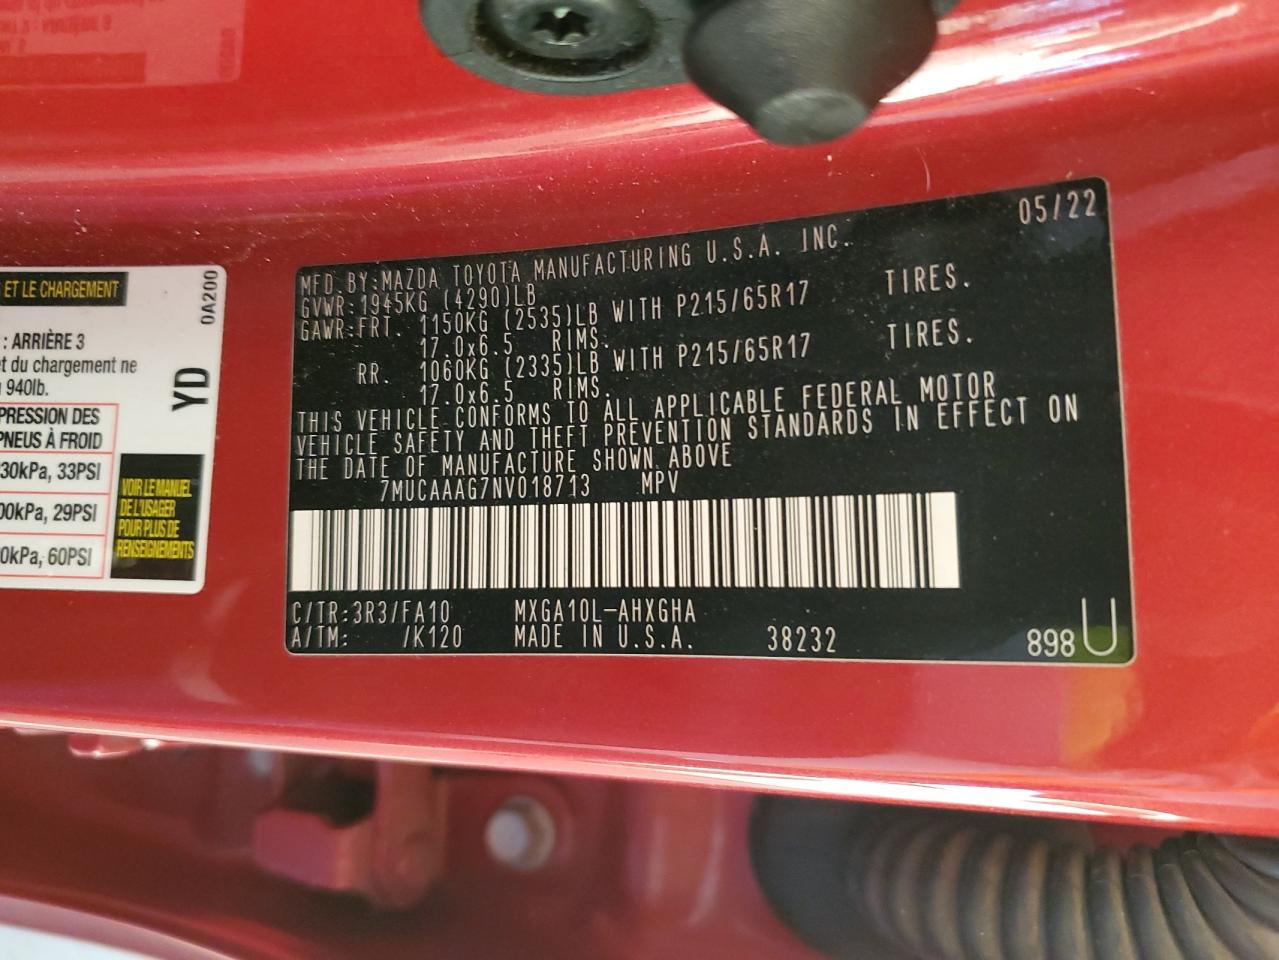 ET LE CHARGEMENT
0A200
: ARRIÈRE 3
et du chargement ne
940lb.
YD
PRESSION DES
PNEUS À FROID
30kPa, 33PSI
00kPa, 29PSI
0kPa, 60PSI
VOIR LE MANUEL
DE L'USAGER
POUR PLUS DE
RENSEIGNEMENTS
05/22
MFD BY:MAZDA TOYOTA MANUFACTURING U.S.A. INC.
GVWR:1945KG (4290)LB
GAWR:FRT. 1150KG (2535)LB WITH P215/65R17 TIRES.
17.0x6.5 RIMS.
RR. 1060KG (2335)LB WITH P215/65R17 TIRES.
17.0x6.5 RIMS.
THIS VEHICLE CONFORMS TO ALL APPLICABLE FEDERAL MOTOR
VEHICLE SAFETY AND THEFT PREVENTION STANDARDS IN EFFECT ON
THE DATE OF MANUFACTURE SHOWN ABOVE
7MUCAAAG7NV018713 MPV
C/TR:3R3/FA10 MXGA10L-AHXGHA
A/TM: /K120 MADE IN U.S.A. 38232 898 U